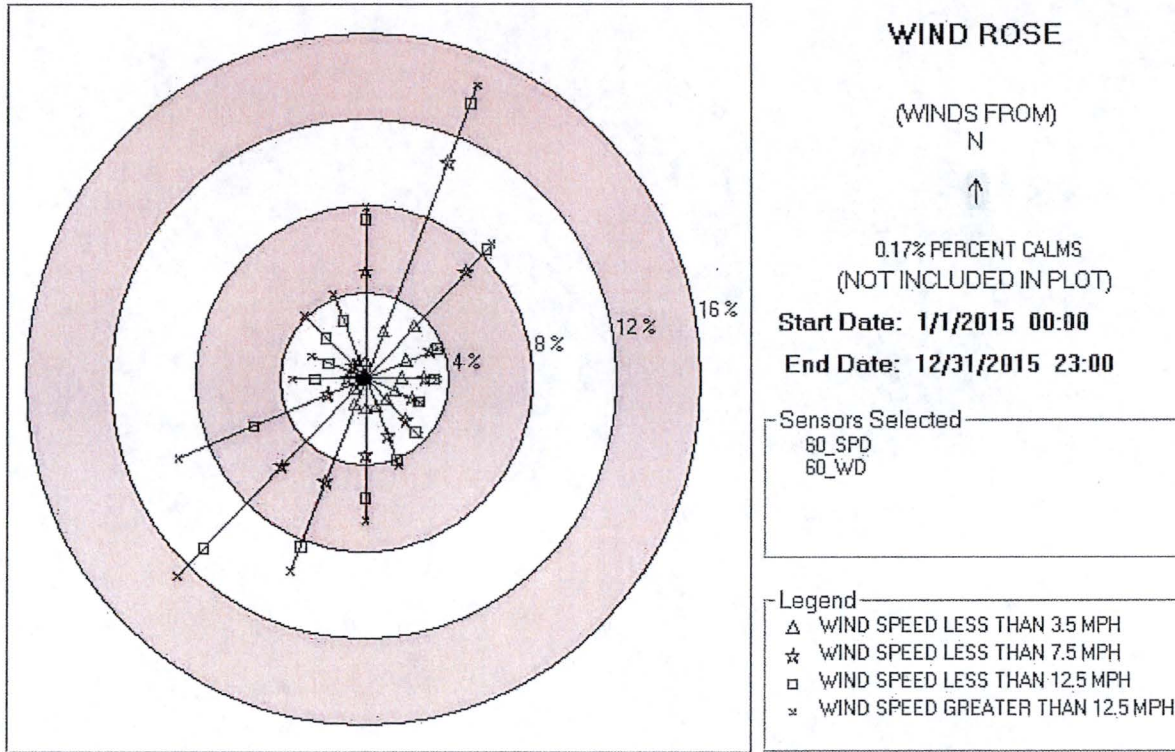 WIND ROSE
(WINDS FROM)
N
0.17% PERCENT CALMS
(NOT INCLUDED IN PLOT)
Start Date: 1/1/2015 00:00
End Date: 12/31/2015 23:00
Sensors Selected
60_SPD
60_WD
Legend
WIND SPEED LESS THAN 3.5 MPH
WIND SPEED LESS THAN 7.5 MPH
WIND SPEED LESS THAN 12.5 MPH
WIND SPEED GREATER THAN 12.5 MPH
4%
8%
12%
16%